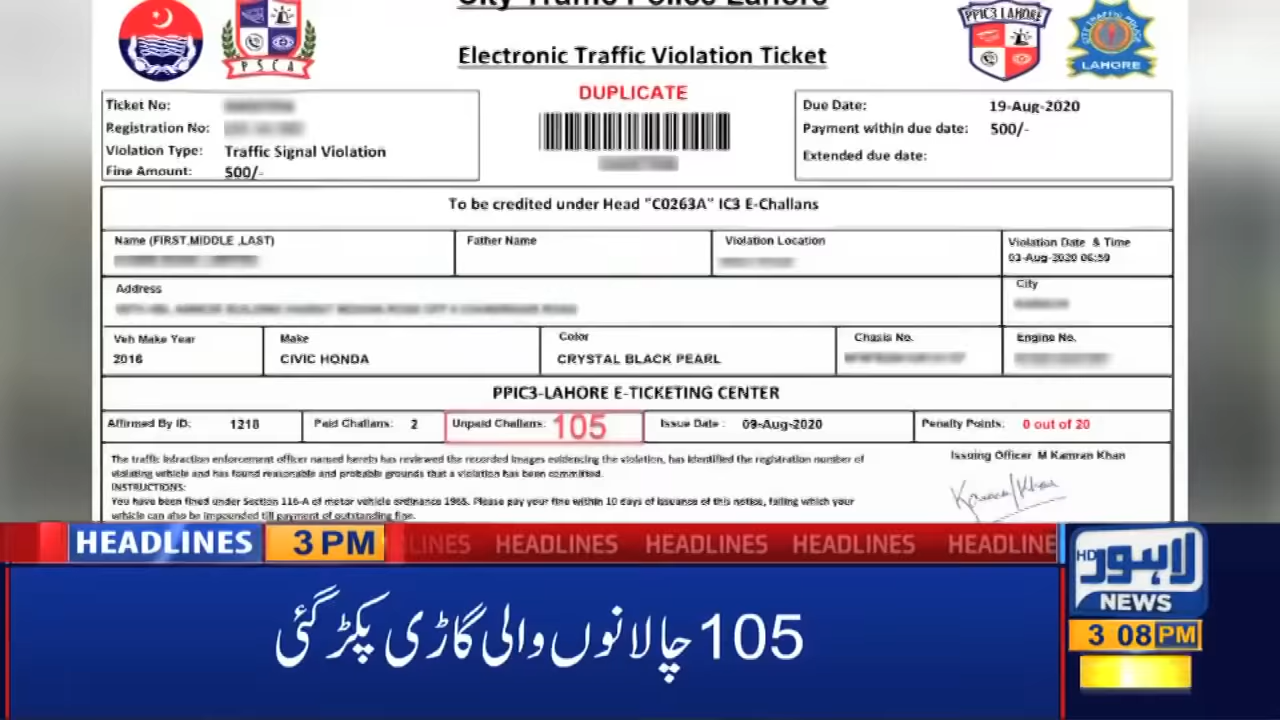 City Traffic Police Lahore
Electronic Traffic Violation Ticket
DUPLICATE
PSCA
PPIC3 LAHORE
CITY TRAFFIC POLICE
LAHORE
Ticket No:
Registration No:
Violation Type: Traffic Signal Violation
Fine Amount: 500/-
Due Date: 19-Aug-2020
Payment within due date: 500/-
Extended due date:
To be credited under Head "C0263A" IC3 E-Challans
Name (FIRST,MIDDLE ,LAST) Father Name Violation Location Violation Date & Time
03-Aug-2020 06:59
Address City
Veh Make Year Make Color Chasis No. Engine No.
2016 CIVIC HONDA CRYSTAL BLACK PEARL
PPIC3-LAHORE E-TICKETING CENTER
Affirmed By ID: 1218 Paid Challans: 2 Unpaid Challans: 105 Issue Date : 09-Aug-2020 Penalty Points: 0 out of 20
The traffic infraction enforcement officer named herein has reviewed the recorded images evidencing the violation, has identified the registration number of
violating vehicle and has found reasonable and probable grounds that a violation has been committed.
INSTRUCTIONS:
You have been fined under Section 116-A of motor vehicle ordinance 1965. Please pay your fine within 10 days of issuance of this notice, failing which your
vehicle can also be impounded till payment of outstanding fine.
Issuing Officer M Kamran Khan
Kamran Khan
HEADLINES 3 PM LINES HEADLINES HEADLINES HEADLINES HEADLINE
105 چالانوں والی گاڑی پکڑ گئی
HD لاہور
NEWS
3 08 PM